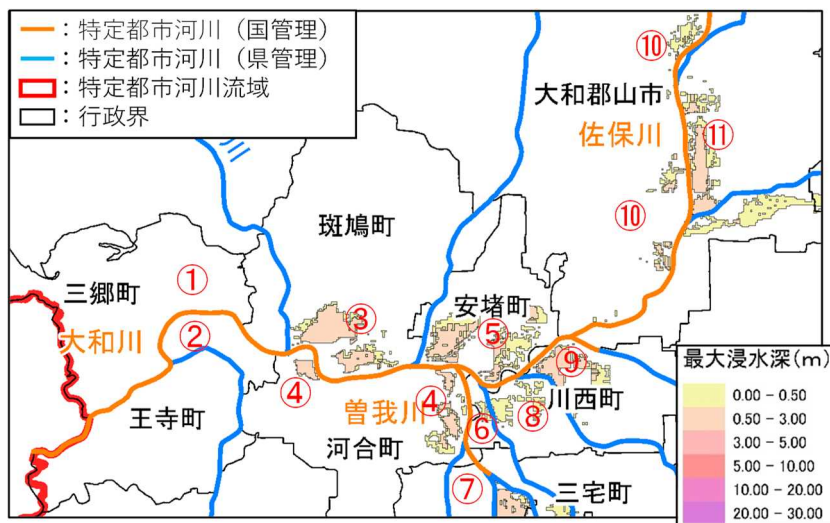 ：特定都市河川（国管理）
：特定都市河川（県管理）
：特定都市河川流域
：行政界
⑩
大和郡山市
佐保川
⑪
⑩
斑鳩町
①
三郷町
②
大和川
③
安堵町
⑤
④
④
⑨
川西町
⑧
⑥
曽我川
王寺町
河合町
⑦
三宅町
最大浸水深(m)
0.00 - 0.50
0.50 - 3.00
3.00 - 5.00
5.00 - 10.00
10.00 - 20.00
20.00 - 30.00